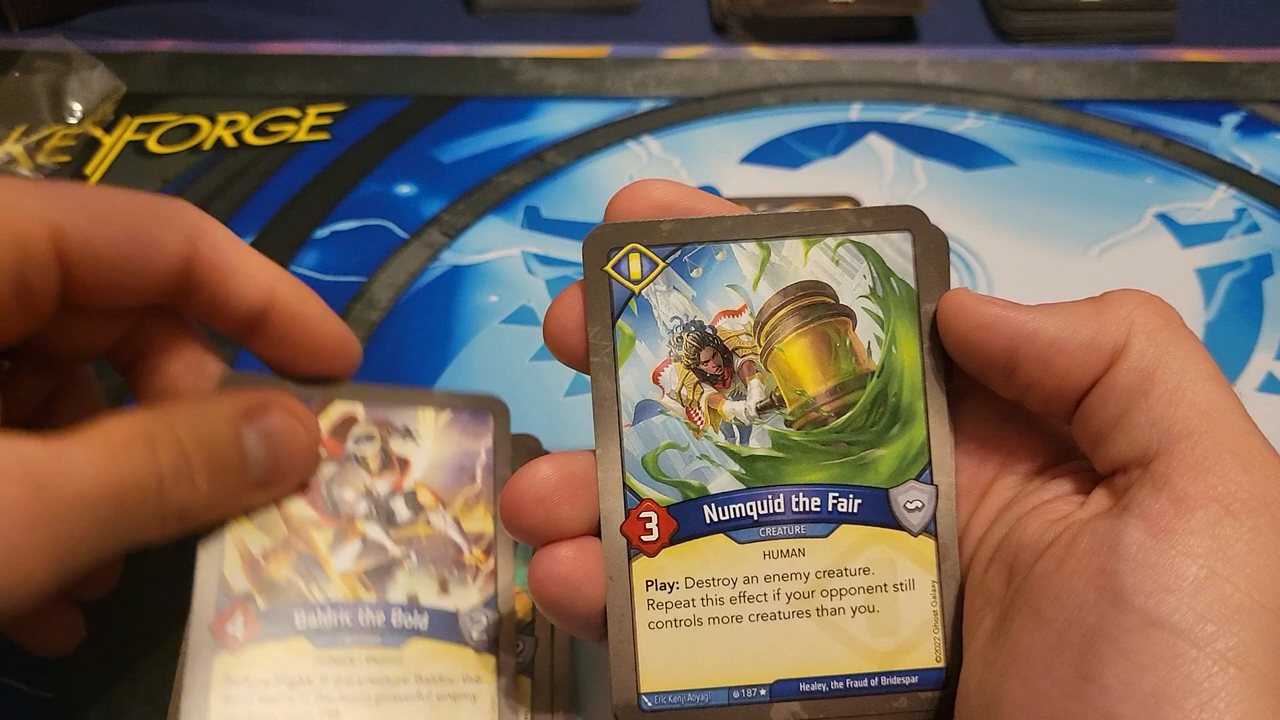 KEYFORGE
3
Numquid the Fair
CREATURE
HUMAN
Play: Destroy an enemy creature.
Repeat this effect if your opponent still
controls more creatures than you.
©2022 Ghost Galaxy
Eric Kenji Aoyagi
187
Healey, the Fraud of Bridespar
4
Baldric the Bold
2